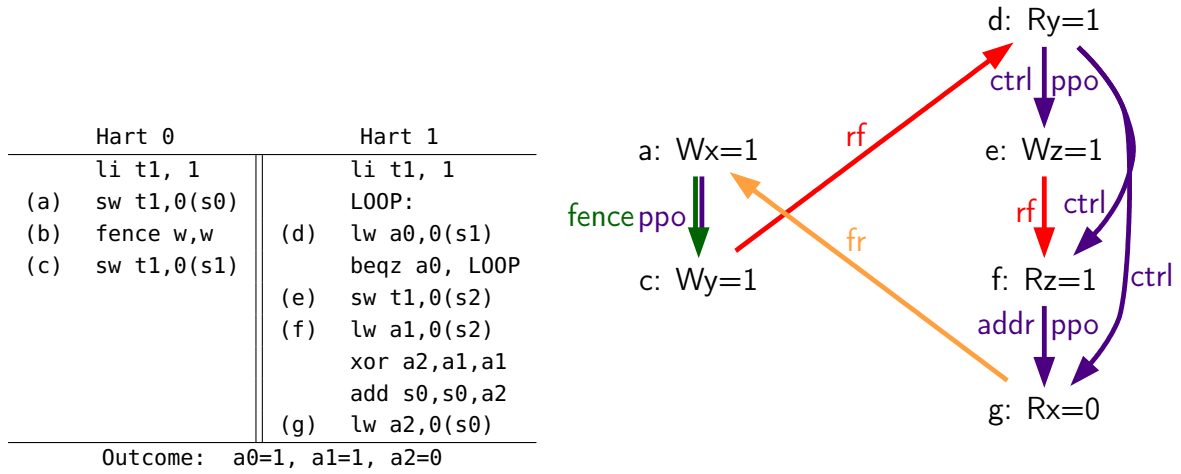 Hart 0 Hart 1
li t1, 1 li t1, 1
(a) sw t1,0(s0) LOOP:
(b) fence w,w (d) lw a0,0(s1)
(c) sw t1,0(s1) beqz a0, LOOP
(e) sw t1,0(s2)
(f) lw a1,0(s2)
xor a2,a1,a1
add s0,s0,a2
(g) lw a2,0(s0)
Outcome: a0=1, a1=1, a2=0
d: Ry=1
ctrl ppo
rf
a: Wx=1 e: Wz=1
fence ppo rf ctrl
fr
c: Wy=1 f: Rz=1 ctrl
addr ppo
g: Rx=0